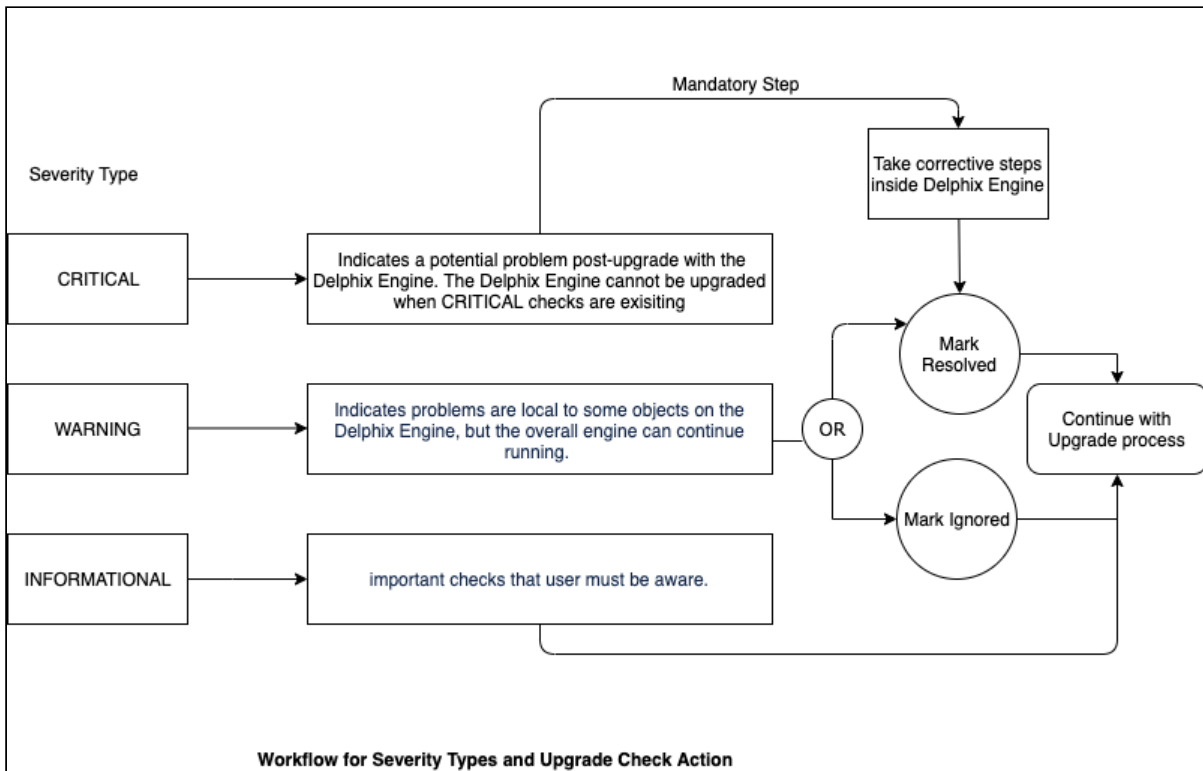 Mandatory Step
Take corrective steps
inside Delphix Engine
Severity Type
CRITICAL
Indicates a potential problem post-upgrade with the
Delphix Engine. The Delphix Engine cannot be upgraded
when CRITICAL checks are exisiting
Mark
Resolved
WARNING
Indicates problems are local to some objects on the
Delphix Engine, but the overall engine can continue
running.
OR
Continue with
Upgrade process
Mark Ignored
INFORMATIONAL
important checks that user must be aware.
Workflow for Severity Types and Upgrade Check Action